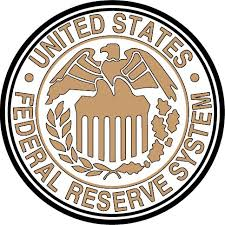 UNITED STATES
FEDERAL RESERVE SYSTEM